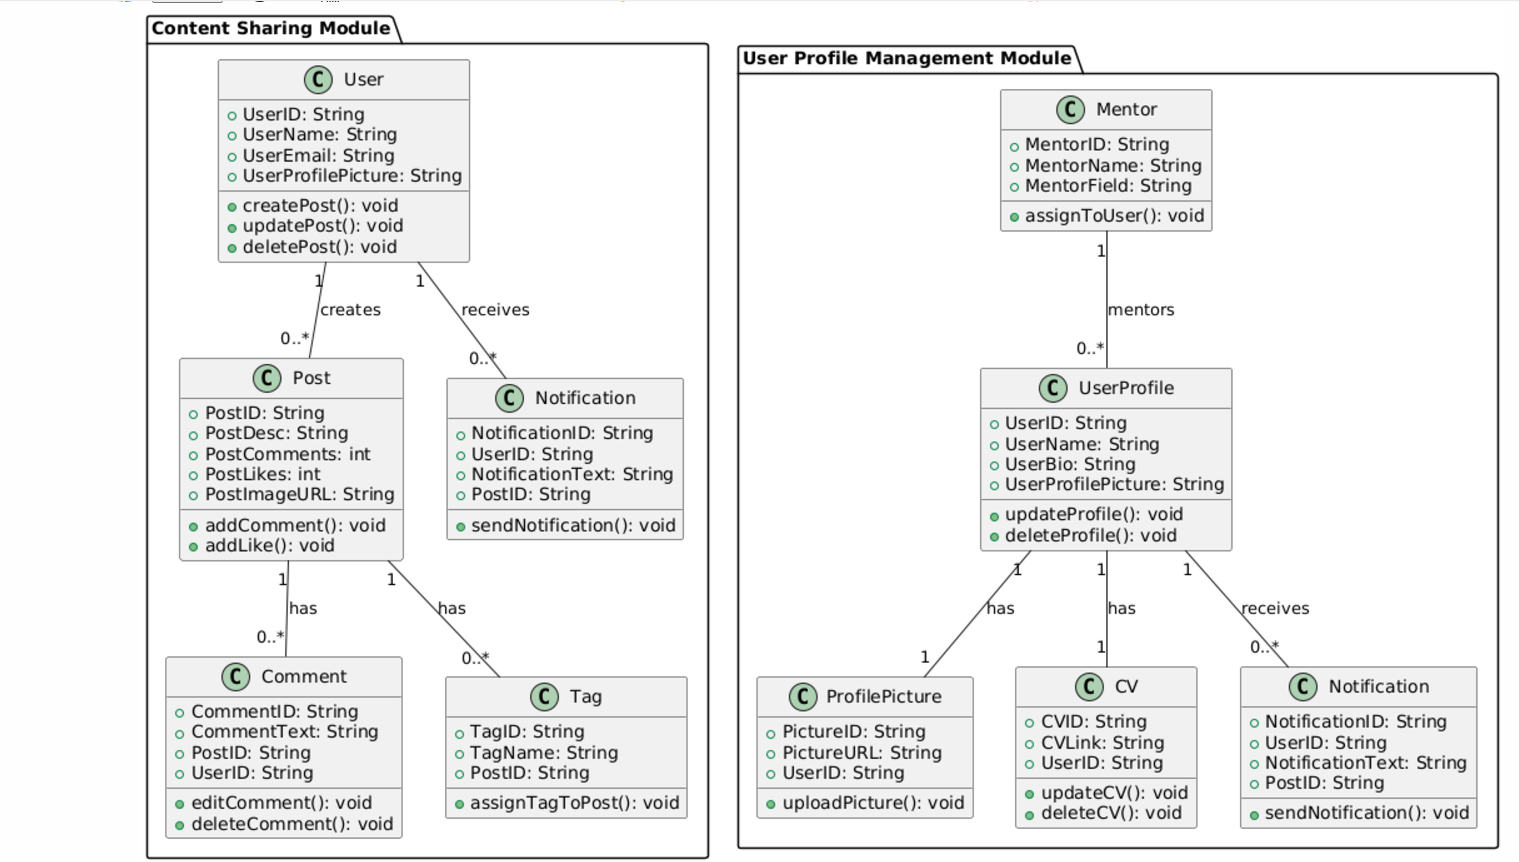 Content Sharing Module
C User
UserID: String
UserName: String
UserEmail: String
UserProfilePicture: String
createPost(): void
updatePost(): void
deletePost(): void
1
1
creates
receives
0..*
0..*
C Post
PostID: String
PostDesc: String
PostComments: int
PostLikes: int
PostImageURL: String
addComment(): void
addLike(): void
C Notification
NotificationID: String
UserID: String
NotificationText: String
PostID: String
sendNotification(): void
1
1
has
has
0..*
0..*
C Comment
CommentID: String
CommentText: String
PostID: String
UserID: String
editComment(): void
deleteComment(): void
C Tag
TagID: String
TagName: String
PostID: String
assignTagToPost(): void
User Profile Management Module
C Mentor
MentorID: String
MentorName: String
MentorField: String
assignToUser(): void
1
mentors
0..*
C UserProfile
UserID: String
UserName: String
UserBio: String
UserProfilePicture: String
updateProfile(): void
deleteProfile(): void
1
1
1
has
has
receives
1
1
0..*
C ProfilePicture
PictureID: String
PictureURL: String
UserID: String
uploadPicture(): void
C CV
CVID: String
CVLink: String
UserID: String
updateCV(): void
deleteCV(): void
C Notification
NotificationID: String
UserID: String
NotificationText: String
PostID: String
sendNotification(): void